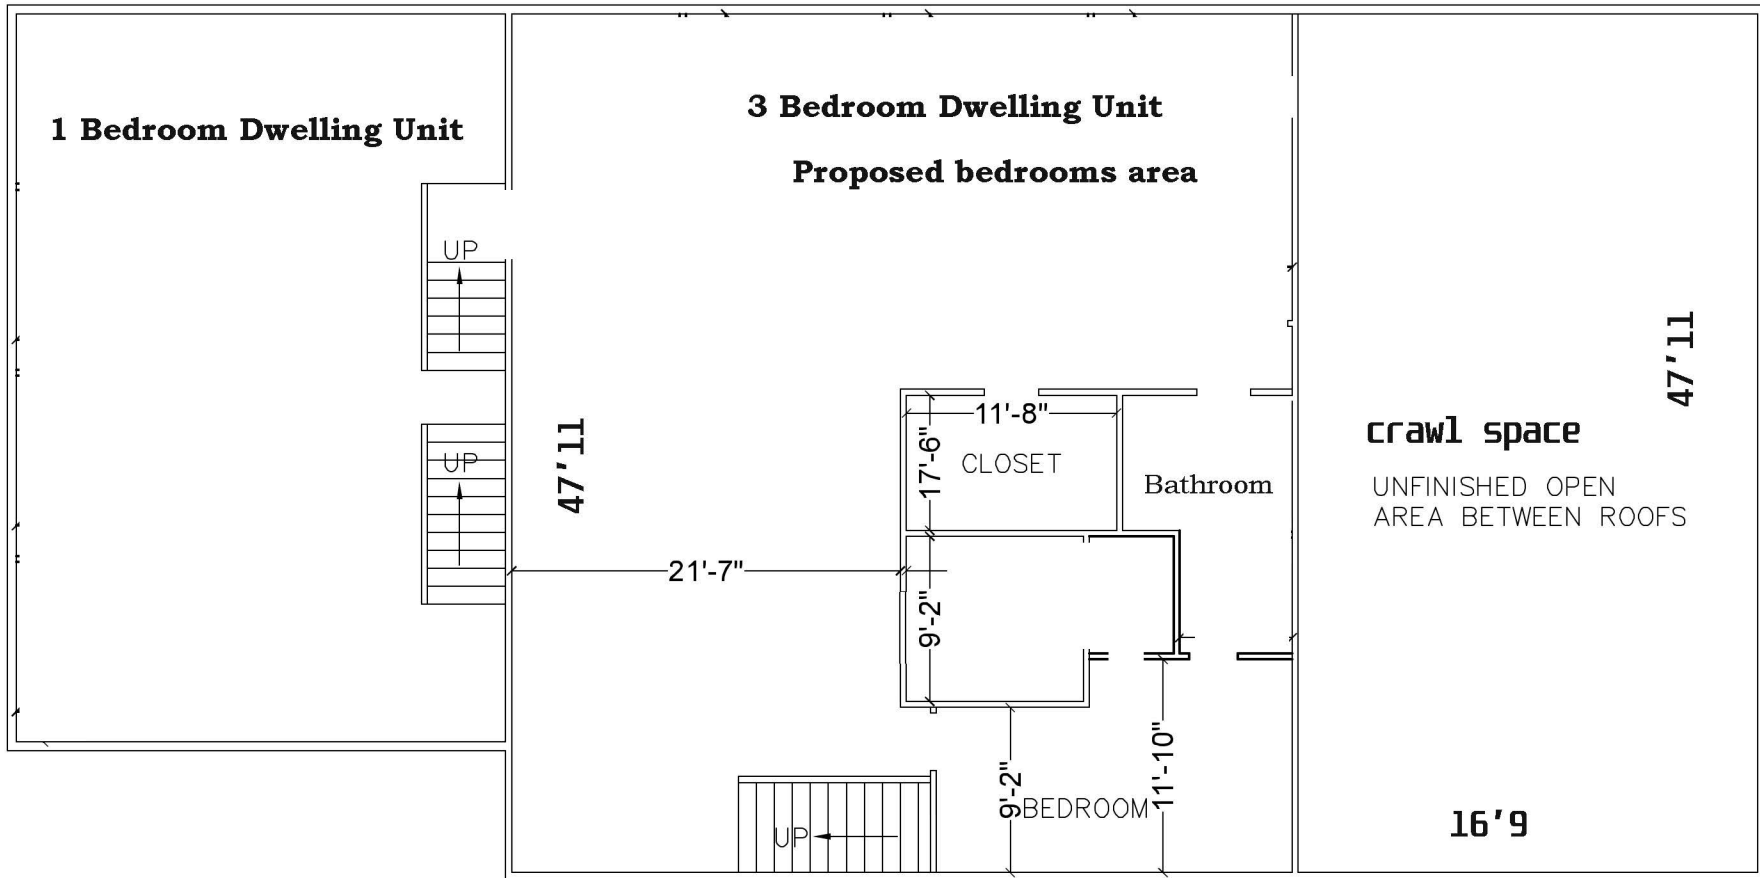 3 Bedroom Dwelling Unit
1 Bedroom Dwelling Unit
Proposed bedrooms area
UP
47'11
11'-8"
47'11
17'-6"
CLOSET
crawl space
UP
Bathroom
UNFINISHED OPEN
AREA BETWEEN ROOFS
21'-7"
9'-2"
11'-10"
9'-2"
BEDROOM
16'9
UP